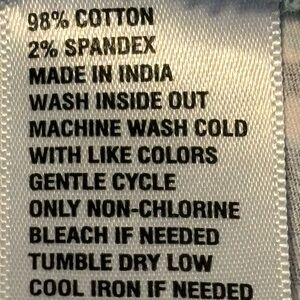 98% COTTON
2% SPANDEX
MADE IN INDIA
WASH INSIDE OUT
MACHINE WASH COLD
WITH LIKE COLORS
GENTLE CYCLE
ONLY NON-CHLORINE
BLEACH IF NEEDED
TUMBLE DRY LOW
COOL IRON IF NEEDED